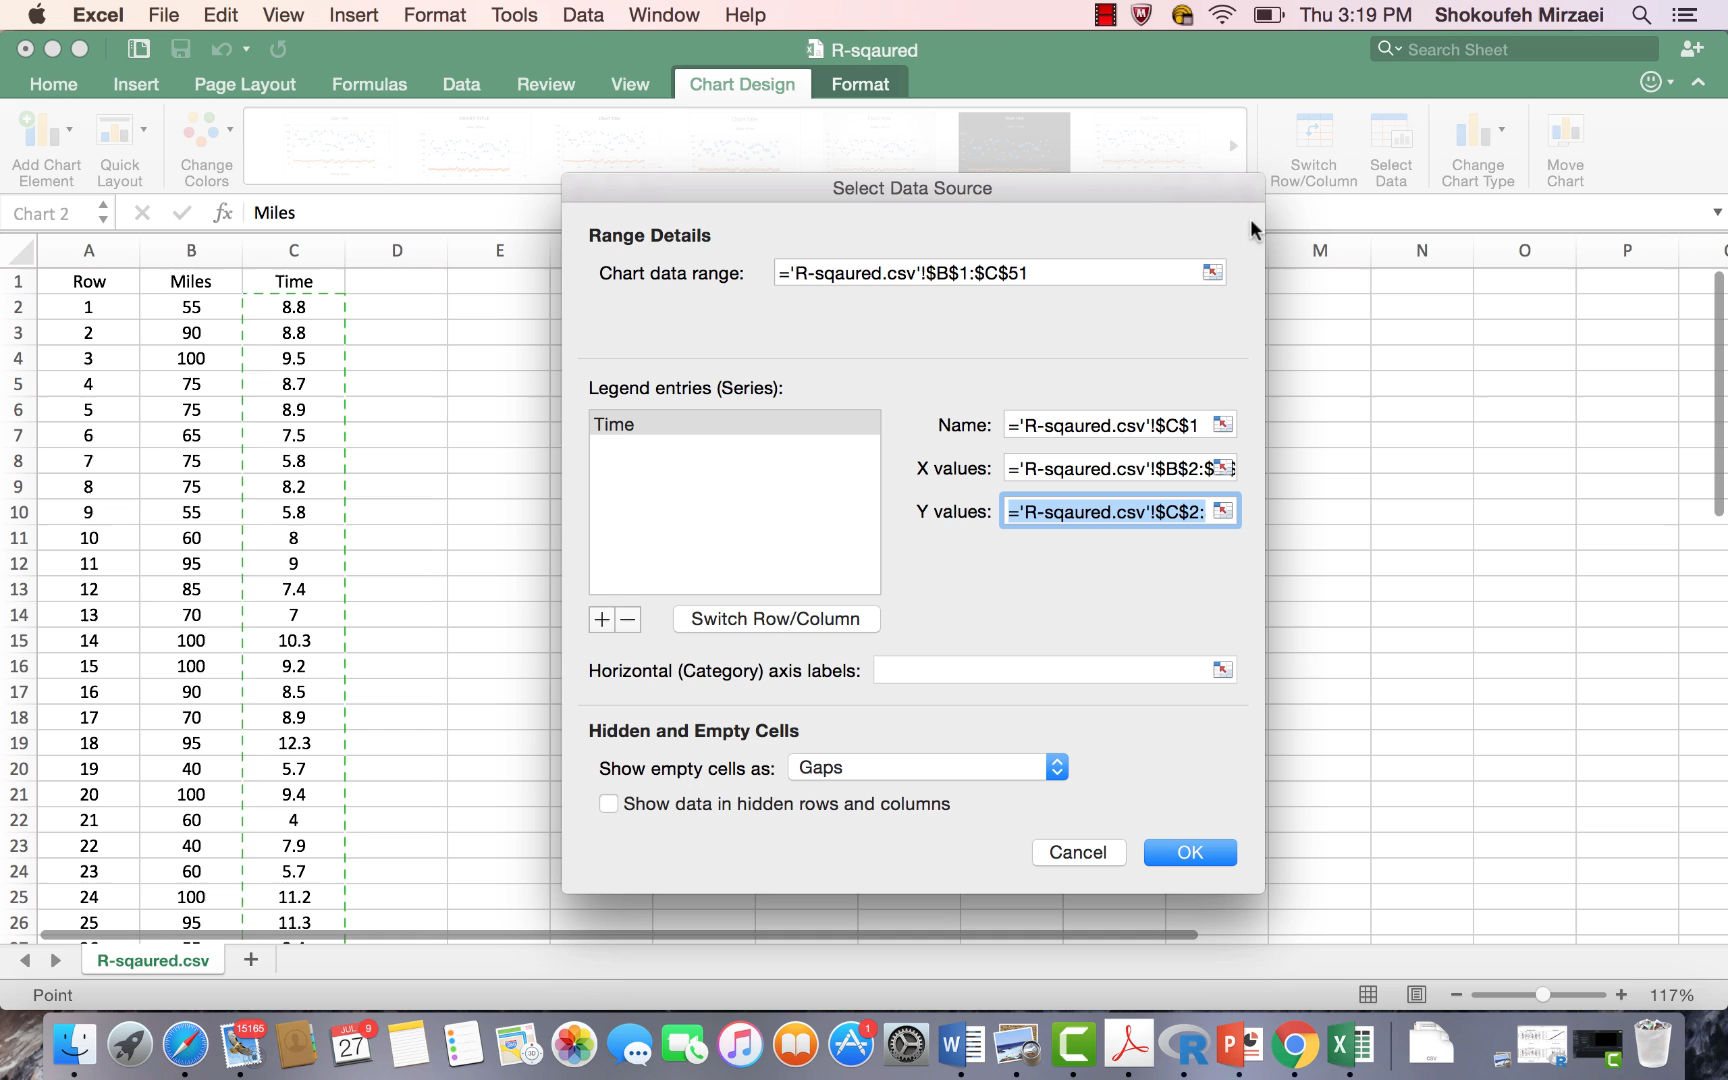 Excel File Edit View Insert Format Tools Data Window Help Thu 3:19 PM Shokoufeh Mirzaei
R-sqaured
Search Sheet
Home Insert Page Layout Formulas Data Review View Chart Design Format
Add Chart Element
Quick Layout
Change Colors
Switch Row/Column
Select Data
Change Chart Type
Move Chart
Chart 2 fx Miles
Select Data Source
Range Details
Chart data range: ='R-sqaured.csv'!$B$1:$C$51
Legend entries (Series):
Time
Name: ='R-sqaured.csv'!$C$1
X values: ='R-sqaured.csv'!$B$2:$
Y values: ='R-sqaured.csv'!$C$2:
+ − Switch Row/Column
Horizontal (Category) axis labels:
Hidden and Empty Cells
Show empty cells as: Gaps
Show data in hidden rows and columns
Cancel OK
A B C D E M N O P
1 Row Miles Time
2 1 55 8.8
3 2 90 8.8
4 3 100 9.5
5 4 75 8.7
6 5 75 8.9
7 6 65 7.5
8 7 75 5.8
9 8 75 8.2
10 9 55 5.8
11 10 60 8
12 11 95 9
13 12 85 7.4
14 13 70 7
15 14 100 10.3
16 15 100 9.2
17 16 90 8.5
18 17 70 8.9
19 18 95 12.3
20 19 40 5.7
21 20 100 9.4
22 21 60 4
23 22 40 7.9
24 23 60 5.7
25 24 100 11.2
26 25 95 11.3
R-sqaured.csv +
Point 117%
15165
JUL 9
27
1